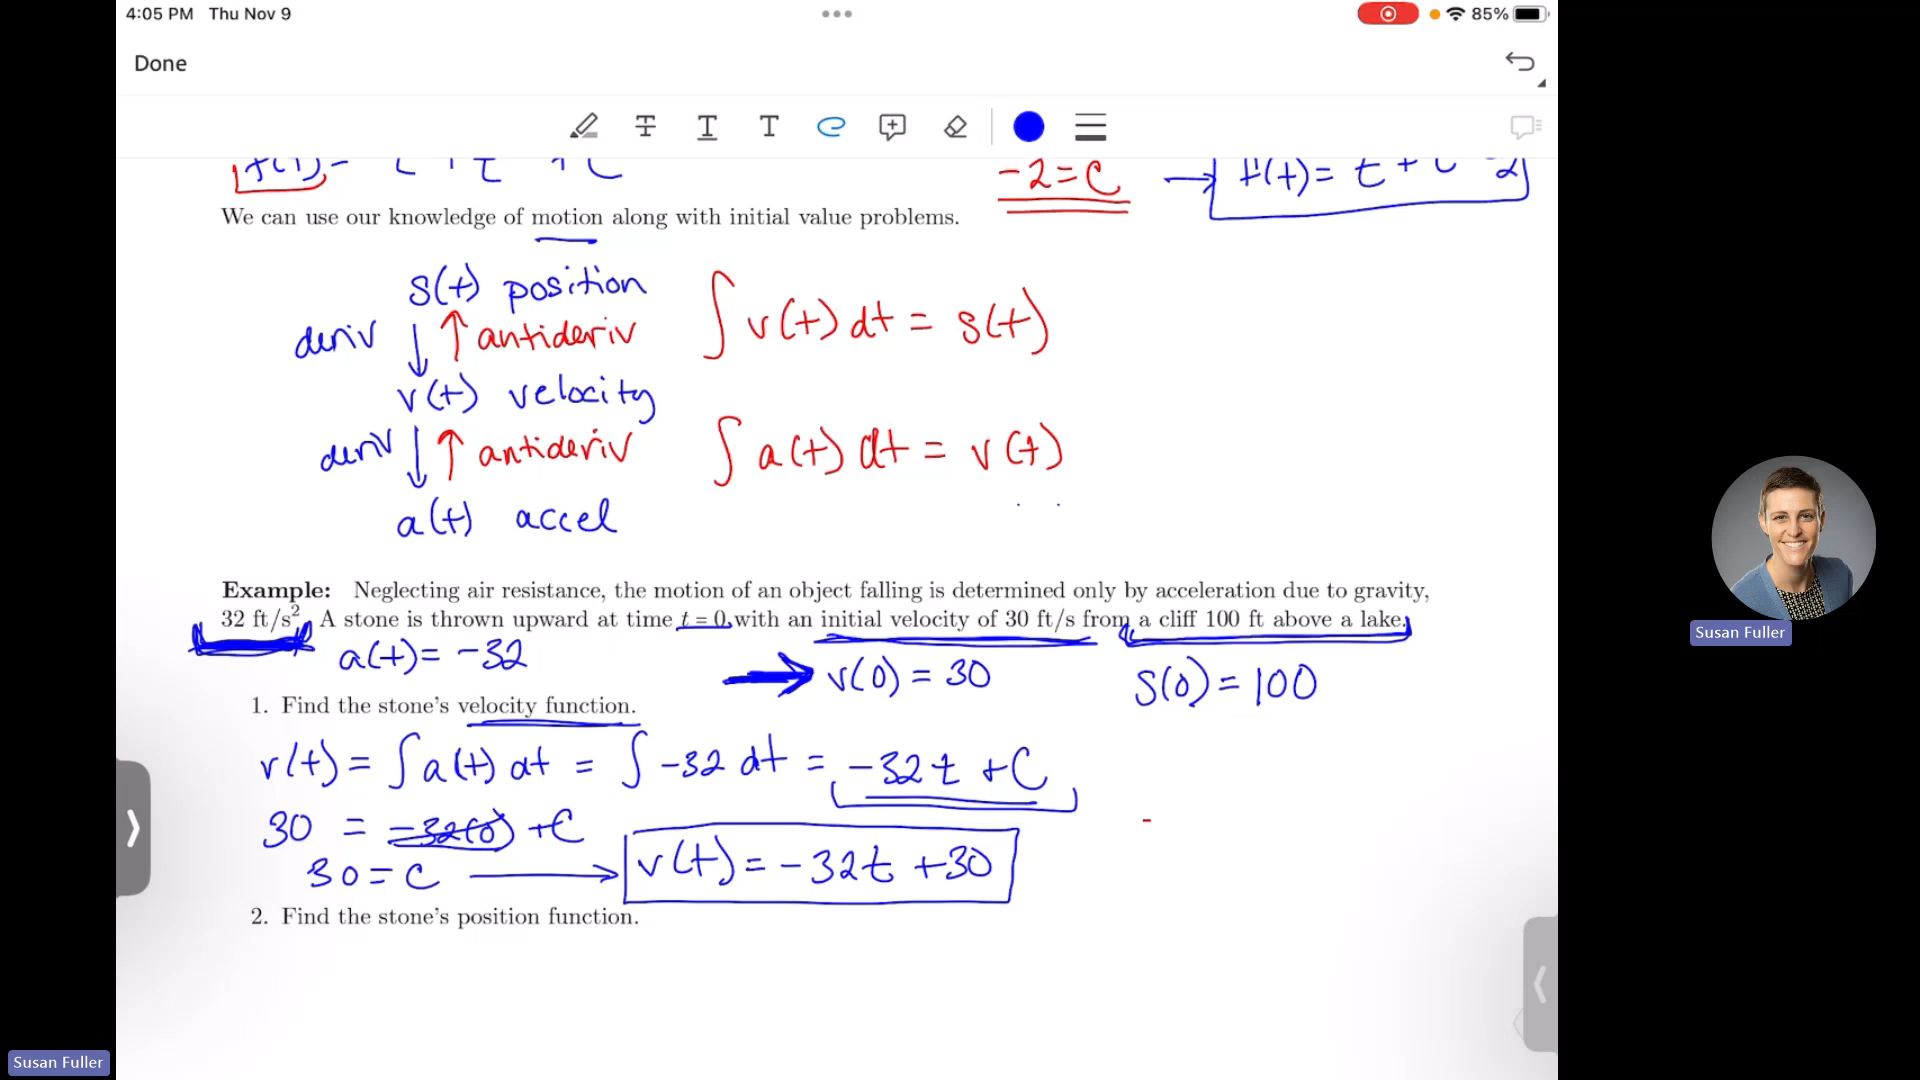 4:05 PM Thu Nov 9
85%
Done
-2=C
We can use our knowledge of motion along with initial value problems.
s(t) position
∫ v(t) dt = s(t)
deriv ↓ ↑ antideriv
v(t) velocity
deriv ↓ ↑ antideriv
∫ a(t) dt = v(t)
a(t) accel
Example: Neglecting air resistance, the motion of an object falling is determined only by acceleration due to gravity,
32 ft/s². A stone is thrown upward at time t = 0 with an initial velocity of 30 ft/s from a cliff 100 ft above a lake.
a(t) = -32
→ v(0) = 30
s(0) = 100
1. Find the stone's velocity function.
v(t) = ∫ a(t) dt = ∫ -32 dt = -32t + C
30 = -32(0) + C
30 = C → v(t) = -32t + 30
2. Find the stone's position function.
Susan Fuller
Susan Fuller